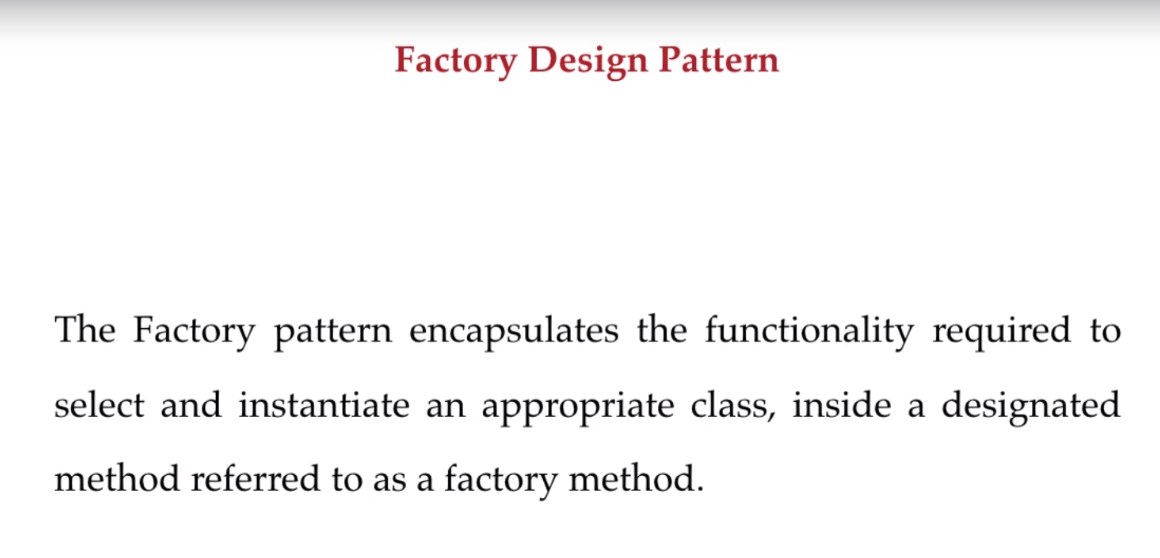 Factory Design Pattern
The Factory pattern encapsulates the functionality required to
select and instantiate an appropriate class, inside a designated
method referred to as a factory method.